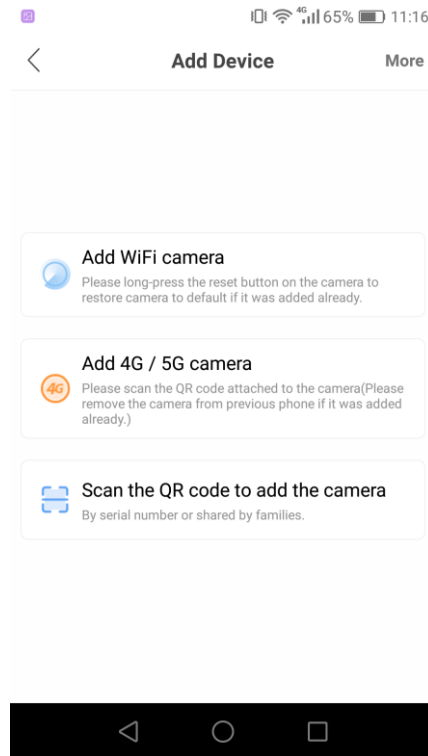 4G 65% 11:16
Add Device More
Add WiFi camera
Please long-press the reset button on the camera to
restore camera to default if it was added already.
Add 4G / 5G camera
4G
Please scan the QR code attached to the camera(Please
remove the camera from previous phone if it was added
already.)
Scan the QR code to add the camera
By serial number or shared by families.